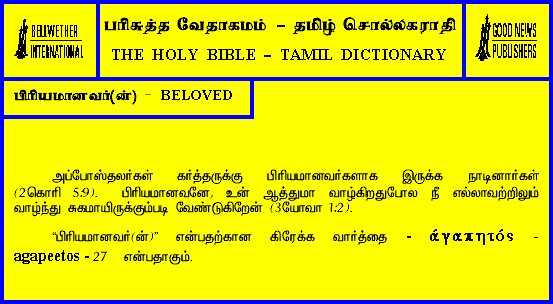 BELLWETHER
INTERNATIONAL
பரிசுத்த வேதாகமம் – தமிழ் சொல்லகராதி
THE HOLY BIBLE – TAMIL DICTIONARY
GOOD NEWS
PUBLISHERS
பிரியமானவர்(ன்) – BELOVED
அப்போஸ்தலர்கள் கர்த்தருக்கு பிரியமானவர்களாக இருக்க நாடினார்கள்
(2கொரி 5:9). பிரியமானவனே, உன் ஆத்துமா வாழ்கிறதுபோல நீ எல்லாவற்றிலும்
வாழ்ந்து சுகமாயிருக்கும்படி வேண்டுகிறேன் (3யோவா 1:2).
“பிரியமானவர்(ன்)” என்பதற்கான கிரேக்க வார்த்தை - άγαπητός -
agapeetos - 27 என்பதாகும்.